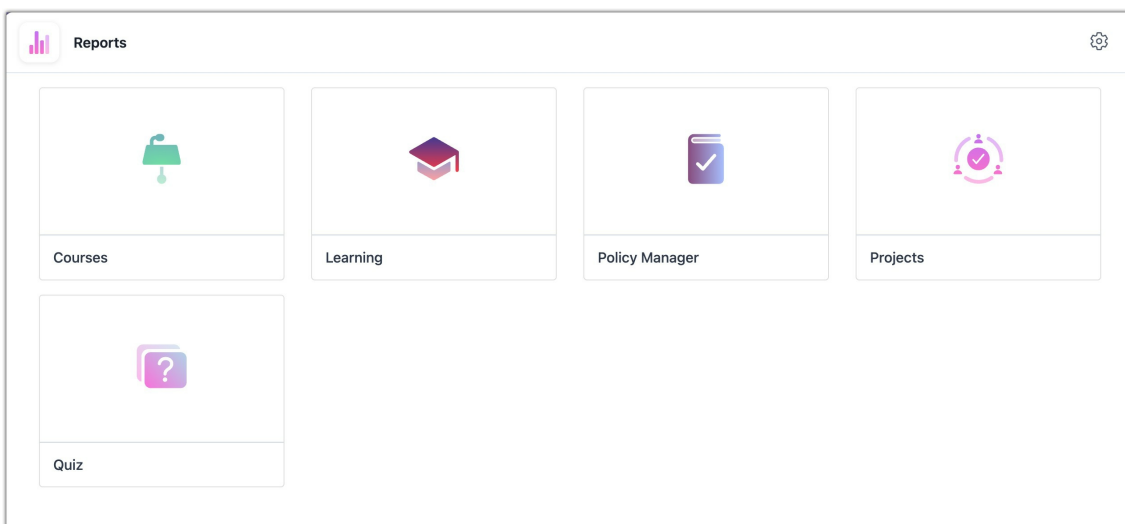 Reports
Courses
Learning
Policy Manager
Projects
?
Quiz